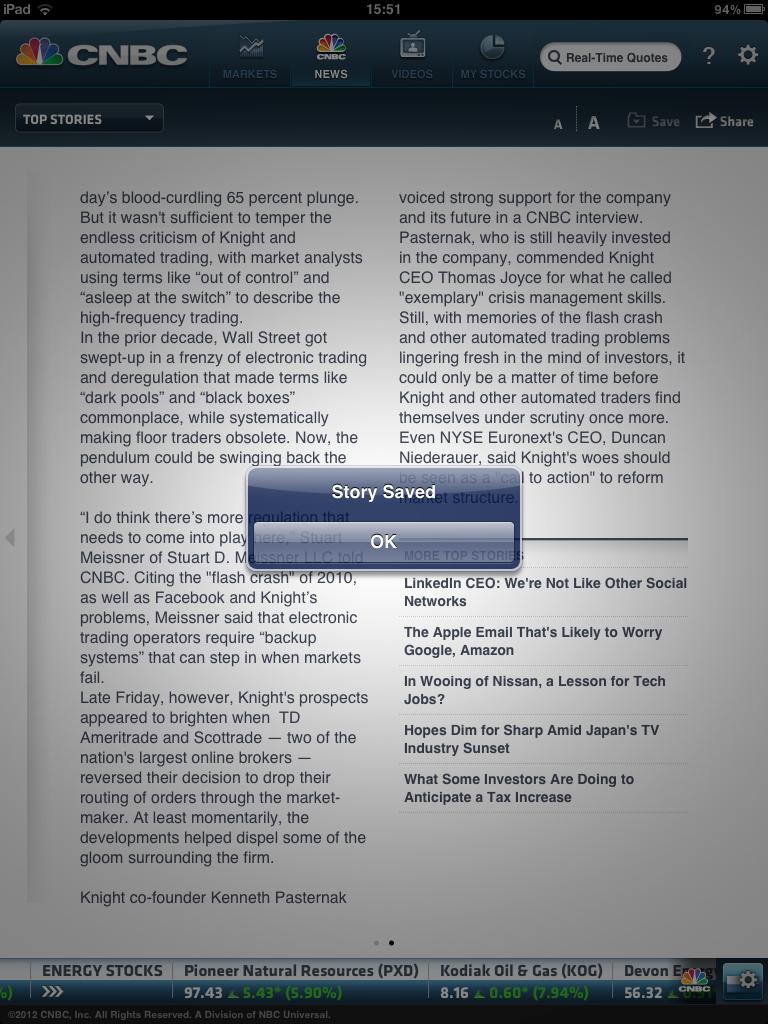 iPad
15:51
94%
CNBC
MARKETS
CNBC
NEWS
VIDEOS
MY STOCKS
Real-Time Quotes
?
TOP STORIES
A
A
Save
Share
day's blood-curdling 65 percent plunge.
But it wasn't sufficient to temper the
endless criticism of Knight and
automated trading, with market analysts
using terms like “out of control” and
“asleep at the switch” to describe the
high-frequency trading.
In the prior decade, Wall Street got
swept-up in a frenzy of electronic trading
and deregulation that made terms like
“dark pools” and “black boxes”
commonplace, while systematically
making floor traders obsolete. Now, the
pendulum could be swinging back the
other way.
“I do think there’s more regulation that
needs to come into play here,” Stuart
Meissner of Stuart D. Meissner LLC told
CNBC. Citing the "flash crash" of 2010,
as well as Facebook and Knight’s
problems, Meissner said that electronic
trading operators require “backup
systems” that can step in when markets
fail.
Late Friday, however, Knight's prospects
appeared to brighten when TD
Ameritrade and Scottrade — two of the
nation's largest online brokers —
reversed their decision to drop their
routing of orders through the market-
maker. At least momentarily, the
developments helped dispel some of the
gloom surrounding the firm.
Knight co-founder Kenneth Pasternak
voiced strong support for the company
and its future in a CNBC interview.
Pasternak, who is still heavily invested
in the company, commended Knight
CEO Thomas Joyce for what he called
"exemplary" crisis management skills.
Still, with memories of the flash crash
and other automated trading problems
lingering fresh in the mind of investors, it
could only be a matter of time before
Knight and other automated traders find
themselves under scrutiny once more.
Even NYSE Euronext's CEO, Duncan
Niederauer, said Knight's woes should
be seen as a "call to action" to reform
market structure.
Story Saved
OK
MORE TOP STORIES
LinkedIn CEO: We're Not Like Other Social
Networks
The Apple Email That's Likely to Worry
Google, Amazon
In Wooing of Nissan, a Lesson for Tech
Jobs?
Hopes Dim for Sharp Amid Japan's TV
Industry Sunset
What Some Investors Are Doing to
Anticipate a Tax Increase
ENERGY STOCKS
Pioneer Natural Resources (PXD)
Kodiak Oil & Gas (KOG)
Devon Energy
%)
97.43 5.43* (5.90%)
8.16 0.60* (7.94%)
56.32 0.91
CNBC
©2012 CNBC, Inc. All Rights Reserved. A Division of NBC Universal.